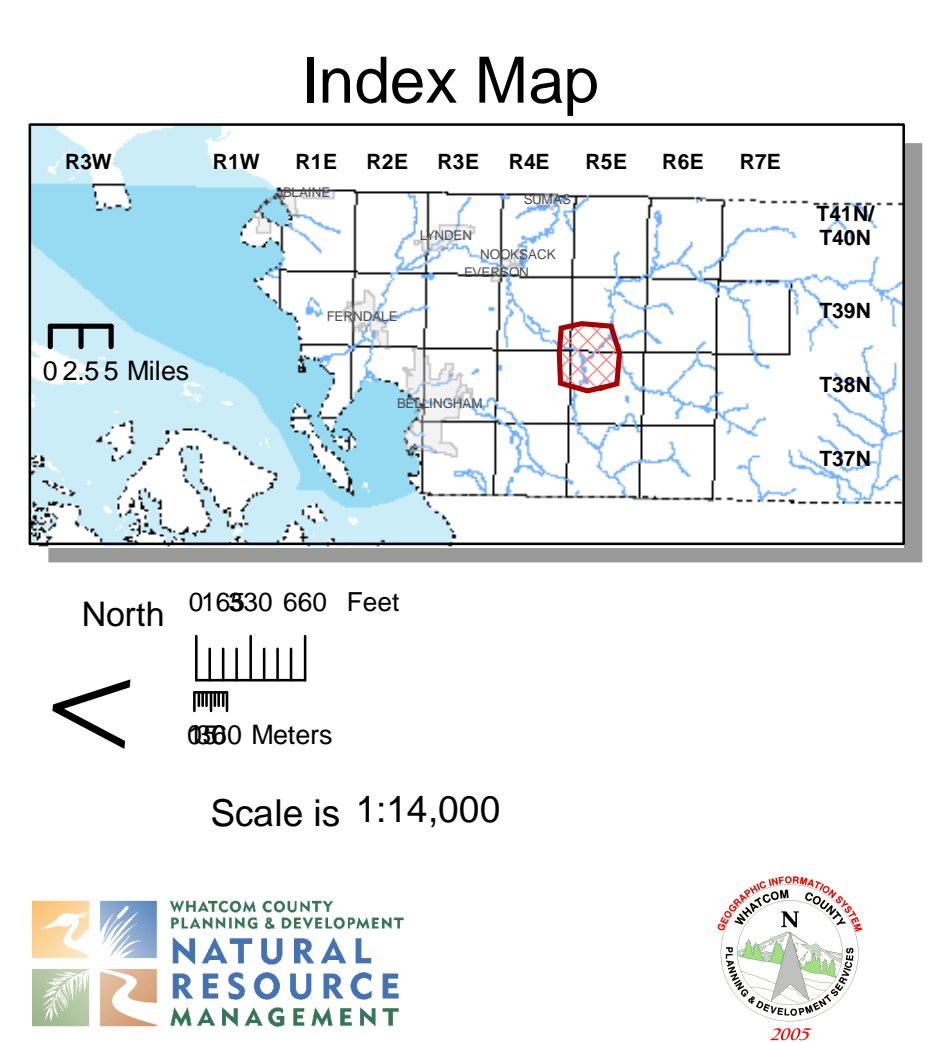 Index Map
R3W R1W R1E R2E R3E R4E R5E R6E R7E
BLAINE
SUMAS
T41N/
T40N
LYNDEN
NOOKSACK
EVERSON
T39N
FERNDALE
0 2.5 5 Miles
T38N
BELLINGHAM
T37N
North
330 660 Feet
Meters
Scale is 1:14,000
WHATCOM COUNTY
PLANNING & DEVELOPMENT
NATURAL
RESOURCE
MANAGEMENT
GEOGRAPHIC INFORMATION SYSTEM
WHATCOM COUNTY
N
PLANNING & DEVELOPMENT SERVICES
2005